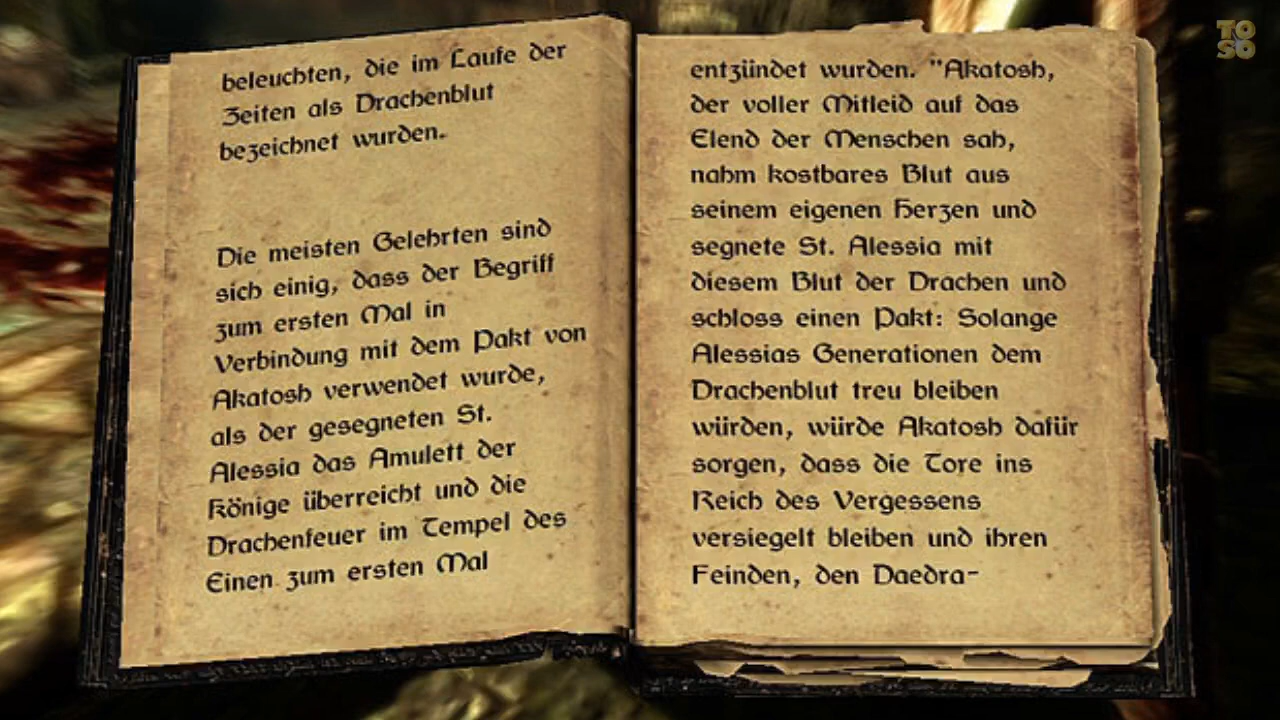 beleuchten, die im Laufe der
Zeiten als Drachenblut
bezeichnet wurden.
Die meisten Gelehrten sind
sich einig, dass der Begriff
zum ersten Mal in
Verbindung mit dem Pakt von
Akatosh verwendet wurde,
als der gesegneten St.
Alessia das Amulett der
Könige überreicht und die
Drachenfeuer im Tempel des
Einen zum ersten Mal
entzündet wurden. "Akatosh,
der voller Mitleid auf das
Elend der Menschen sah,
nahm kostbares Blut aus
seinem eigenen Herzen und
segnete St. Alessia mit
diesem Blut der Drachen und
schloss einen Pakt: Solange
Alessias Generationen dem
Drachenblut treu bleiben
würden, würde Akatosh dafür
sorgen, dass die Tore ins
Reich des Vergessens
versiegelt bleiben und ihren
Feinden, den Daedra-
TO
SO